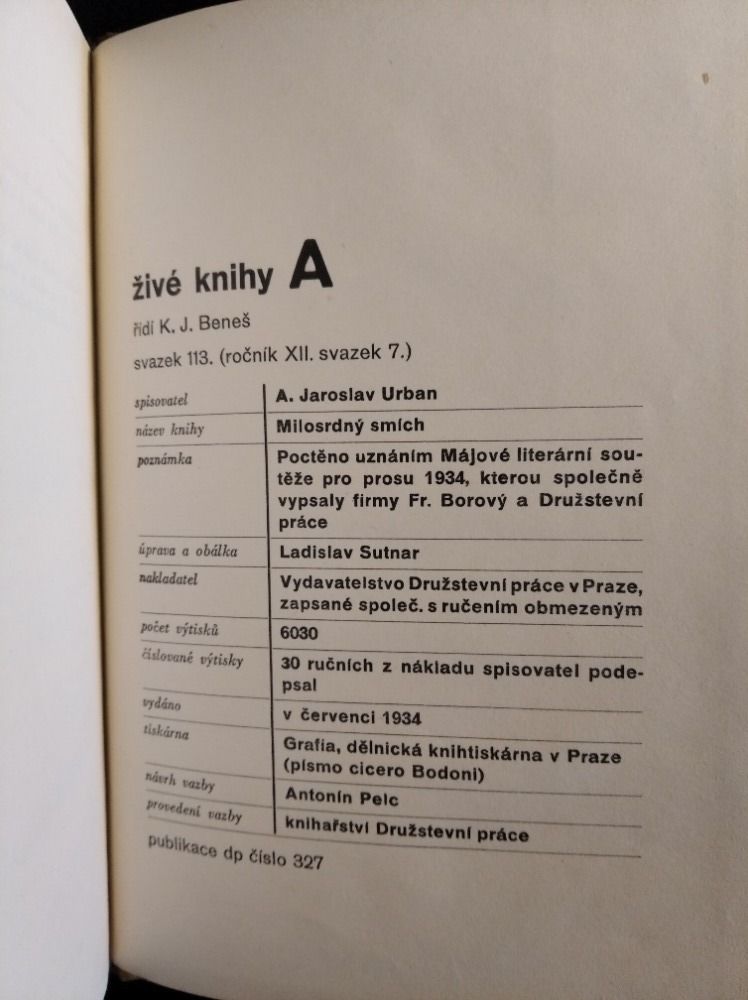 živé knihy A
řídí K. J. Beneš
svazek 113. (ročník XII. svazek 7.)
spisovatel A. Jaroslav Urban
název knihy Milosrdný smích
poznámka Poctěno uznáním Májové literární sou-
těže pro prosu 1934, kterou společně
vypsaly firmy Fr. Borový a Družstevní
práce
úprava a obálka Ladislav Sutnar
nakladatel Vydavatelstvo Družstevní práce v Praze,
zapsané společ. s ručením obmezeným
počet výtisků 6030
číslované výtisky 30 ručních z nákladu spisovatel pode-
psal
vydáno v červenci 1934
tiskárna Grafia, dělnická knihtiskárna v Praze
(písmo cicero Bodoni)
návrh vazby Antonín Pelc
provedení vazby knihařství Družstevní práce
publikace dp číslo 327